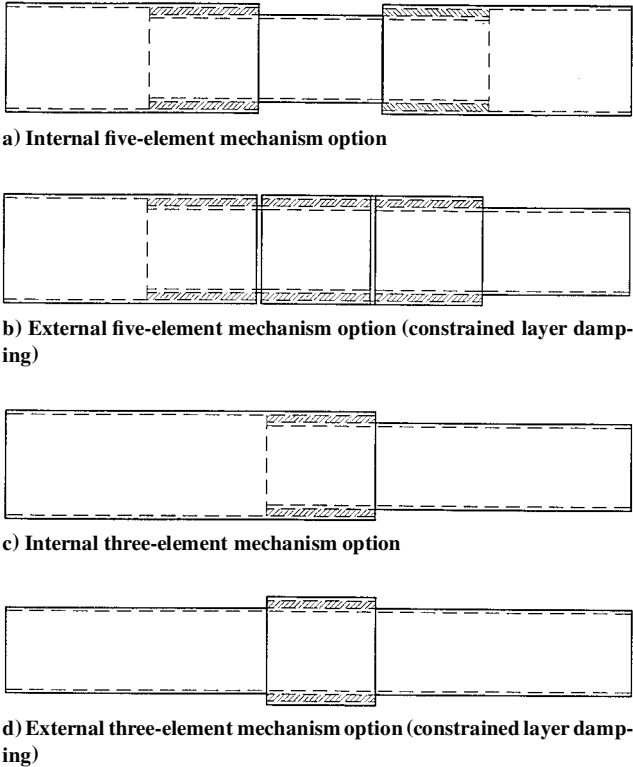 a) Internal five-element mechanism option
b) External five-element mechanism option (constrained layer damp-
ing)
c) Internal three-element mechanism option
d) External three-element mechanism option (constrained layer damp-
ing)